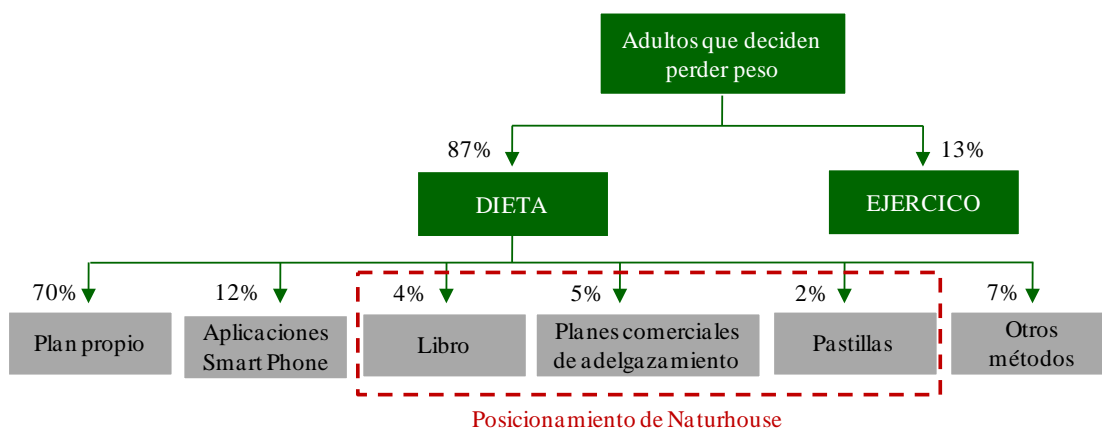 Adultos que deciden
perder peso
87%
13%
DIETA
EJERCICO
70%
12%
4%
5%
2%
7%
Plan propio
Aplicaciones
Smart Phone
Libro
Planes comerciales
de adelgazamiento
Pastillas
Otros
métodos
Posicionamiento de Naturhouse